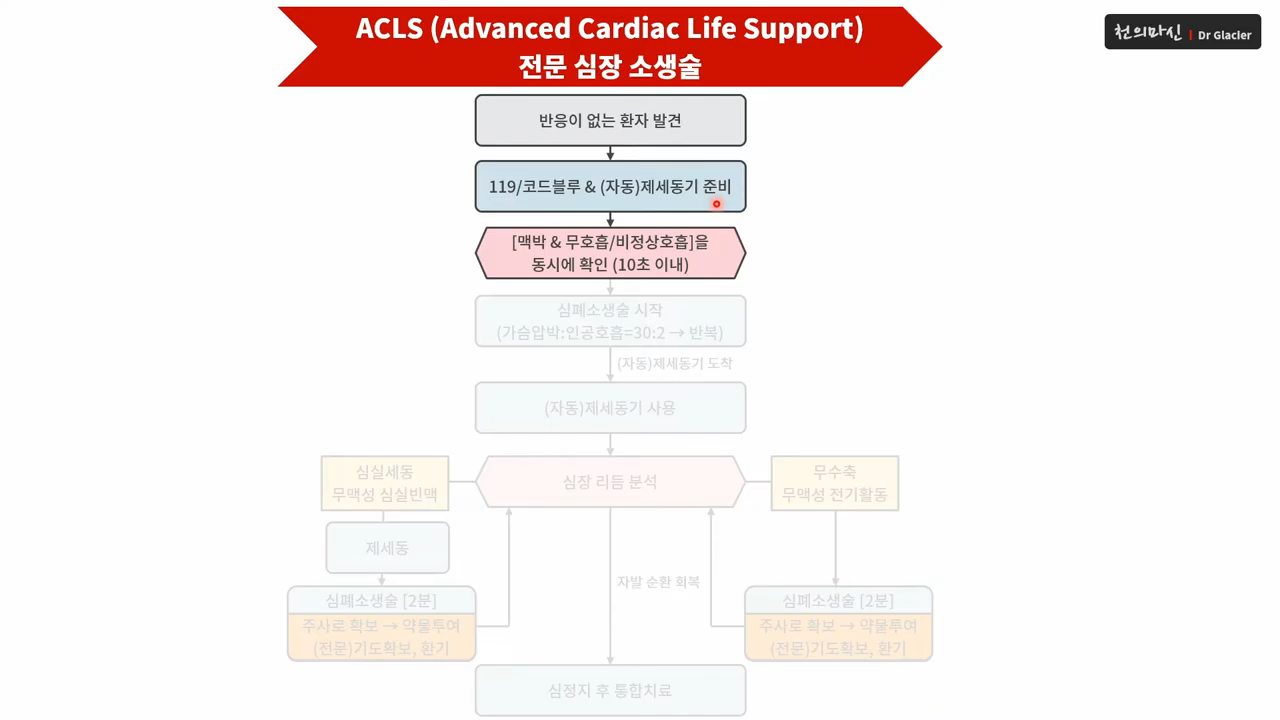 ACLS (Advanced Cardiac Life Support)
전문 심장 소생술
천의마신 | Dr Glacier
반응이 없는 환자 발견
119/코드블루 & (자동)제세동기 준비
[맥박 & 무호흡/비정상호흡]을
동시에 확인 (10초 이내)
심폐소생술 시작
(가슴압박:인공호흡=30:2 → 반복)
(자동)제세동기 도착
(자동)제세동기 사용
심실세동
무맥성 심실빈맥
심장 리듬 분석
무수축
무맥성 전기활동
제세동
자발 순환 회복
심폐소생술 [2분]
주사로 확보 → 약물투여
(전문)기도확보, 환기
심폐소생술 [2분]
주사로 확보 → 약물투여
(전문)기도확보, 환기
심정지 후 통합치료